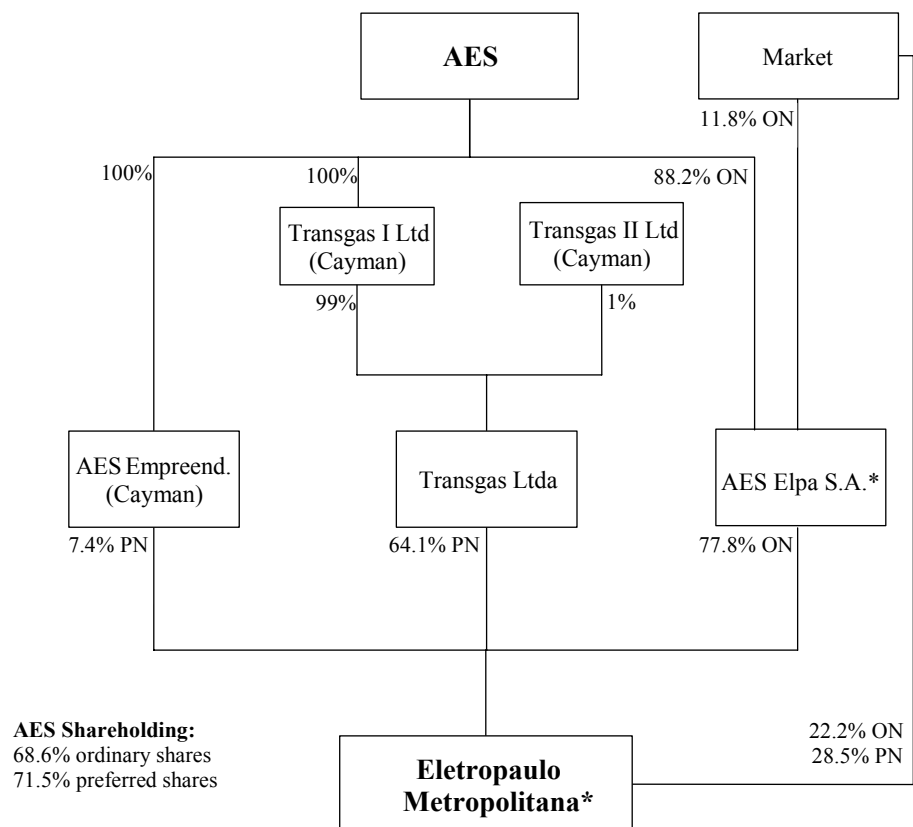 AES
Market
11.8% ON
100%
100%
88.2% ON
Transgas I Ltd
(Cayman)
Transgas II Ltd
(Cayman)
99%
1%
AES Empreend.
(Cayman)
Transgas Ltda
AES Elpa S.A.*
7.4% PN
64.1% PN
77.8% ON
AES Shareholding:
68.6% ordinary shares
71.5% preferred shares
22.2% ON
28.5% PN
Eletropaulo
Metropolitana*